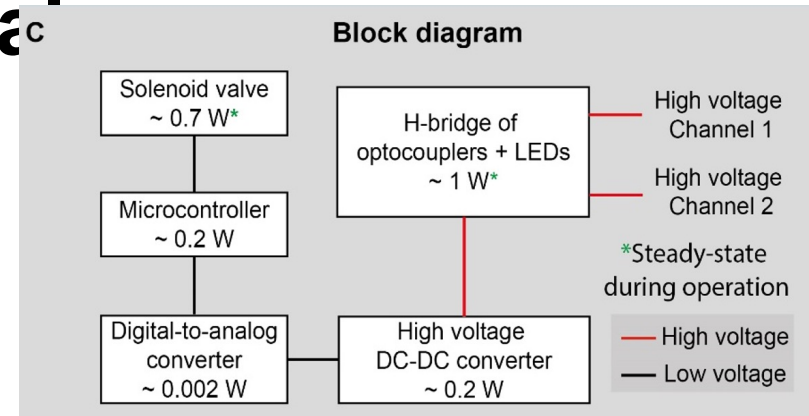 C
Block diagram
Solenoid valve
~ 0.7 W*
Microcontroller
~ 0.2 W
Digital-to-analog
converter
~ 0.002 W
H-bridge of
optocouplers + LEDs
~ 1 W*
High voltage
DC-DC converter
~ 0.2 W
High voltage
Channel 1
High voltage
Channel 2
*Steady-state
during operation
High voltage
Low voltage